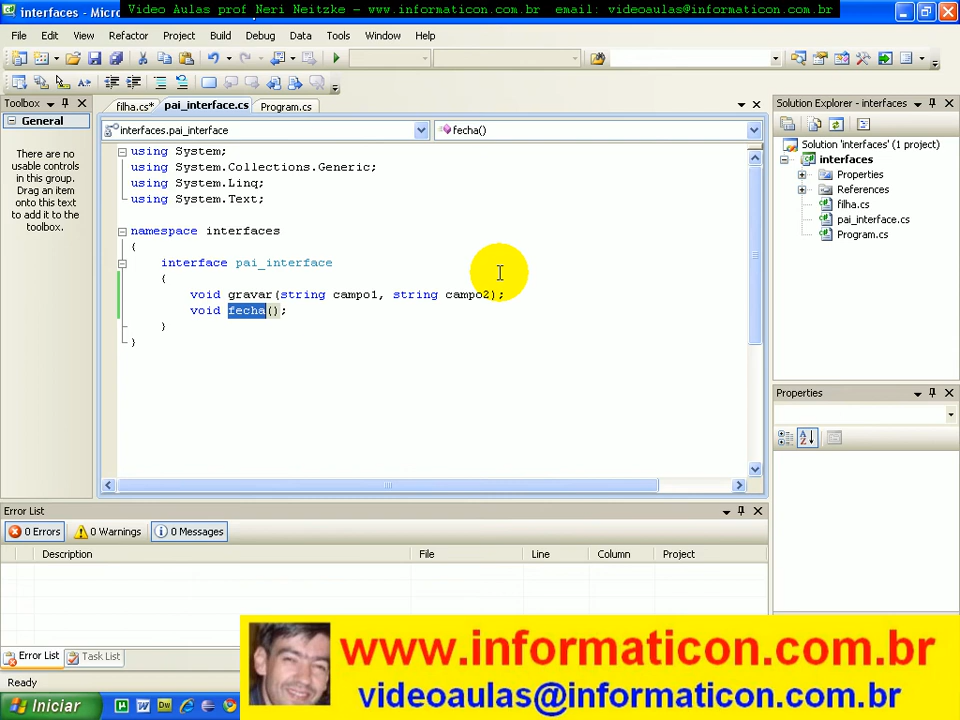 interfaces - Micro
Video Aulas prof Neri Neitzke – www.informaticon.com.br  email: videoaulas@informaticon.com.br
File Edit View Refactor Project Build Debug Data Tools Window Help
Toolbox
General
There are no
usable controls
in this group.
Drag an item
onto this text
to add it to the
toolbox.
filha.cs* pai_interface.cs Program.cs
interfaces.pai_interface fecha()
using System;
using System.Collections.Generic;
using System.Linq;
using System.Text;
namespace interfaces
{
interface pai_interface
{
void gravar(string campo1, string campo2);
void fecha();
}
}
Solution Explorer - interfaces
Solution 'interfaces' (1 project)
interfaces
Properties
References
filha.cs
pai_interface.cs
Program.cs
Properties
Error List
0 Errors 0 Warnings 0 Messages
Description File Line Column Project
Error List Task List
Ready
Iniciar
www.informaticon.com.br
videoaulas@informaticon.com.br